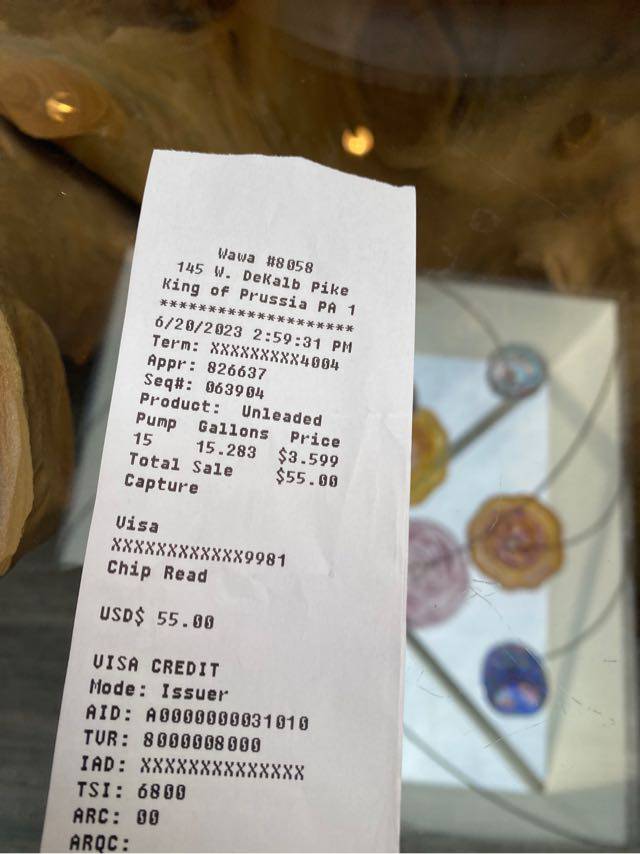 Wawa #8058
145 W. DeKalb Pike
King of Prussia PA 1
********************
6/20/2023 2:59:31 PM
Term: XXXXXXXXX4004
Appr: 826637
Seq#: 063904
Product: Unleaded
Pump Gallons Price
15 15.283 $3.599
Total Sale $55.00
Capture
Visa
XXXXXXXXXXXX9981
Chip Read
USD$ 55.00
VISA CREDIT
Mode: Issuer
AID: A0000000031010
TVR: 8000008000
IAD: XXXXXXXXXXXXXX
TSI: 6800
ARC: 00
ARQC: